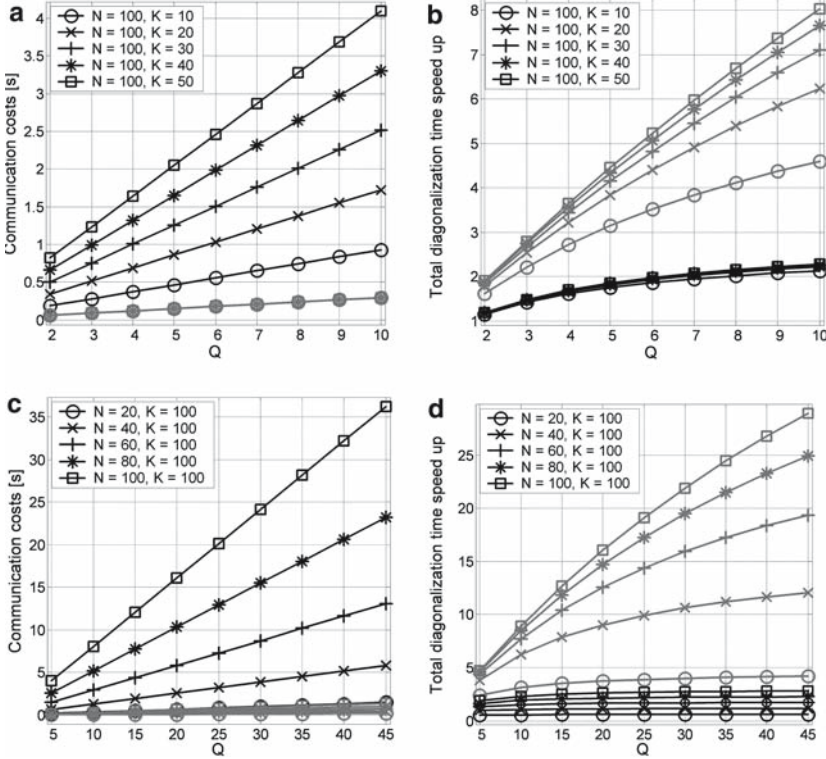 a
N = 100, K = 10
N = 100, K = 20
N = 100, K = 30
N = 100, K = 40
N = 100, K = 50
Communication costs [s]
4
3.5
3
2.5
2
1.5
1
0.5
0
2 3 4 5 6 7 8 9 10
Q
b
N = 100, K = 10
N = 100, K = 20
N = 100, K = 30
N = 100, K = 40
N = 100, K = 50
Total diagonalization time speed up
8
7
6
5
4
3
2
1
2 3 4 5 6 7 8 9 10
Q
c
N = 20, K = 100
N = 40, K = 100
N = 60, K = 100
N = 80, K = 100
N = 100, K = 100
Communication costs [s]
35
30
25
20
15
10
5
0
5 10 15 20 25 30 35 40 45
Q
d
N = 20, K = 100
N = 40, K = 100
N = 60, K = 100
N = 80, K = 100
N = 100, K = 100
Total diagonalization time speed up
25
20
15
10
5
0
5 10 15 20 25 30 35 40 45
Q